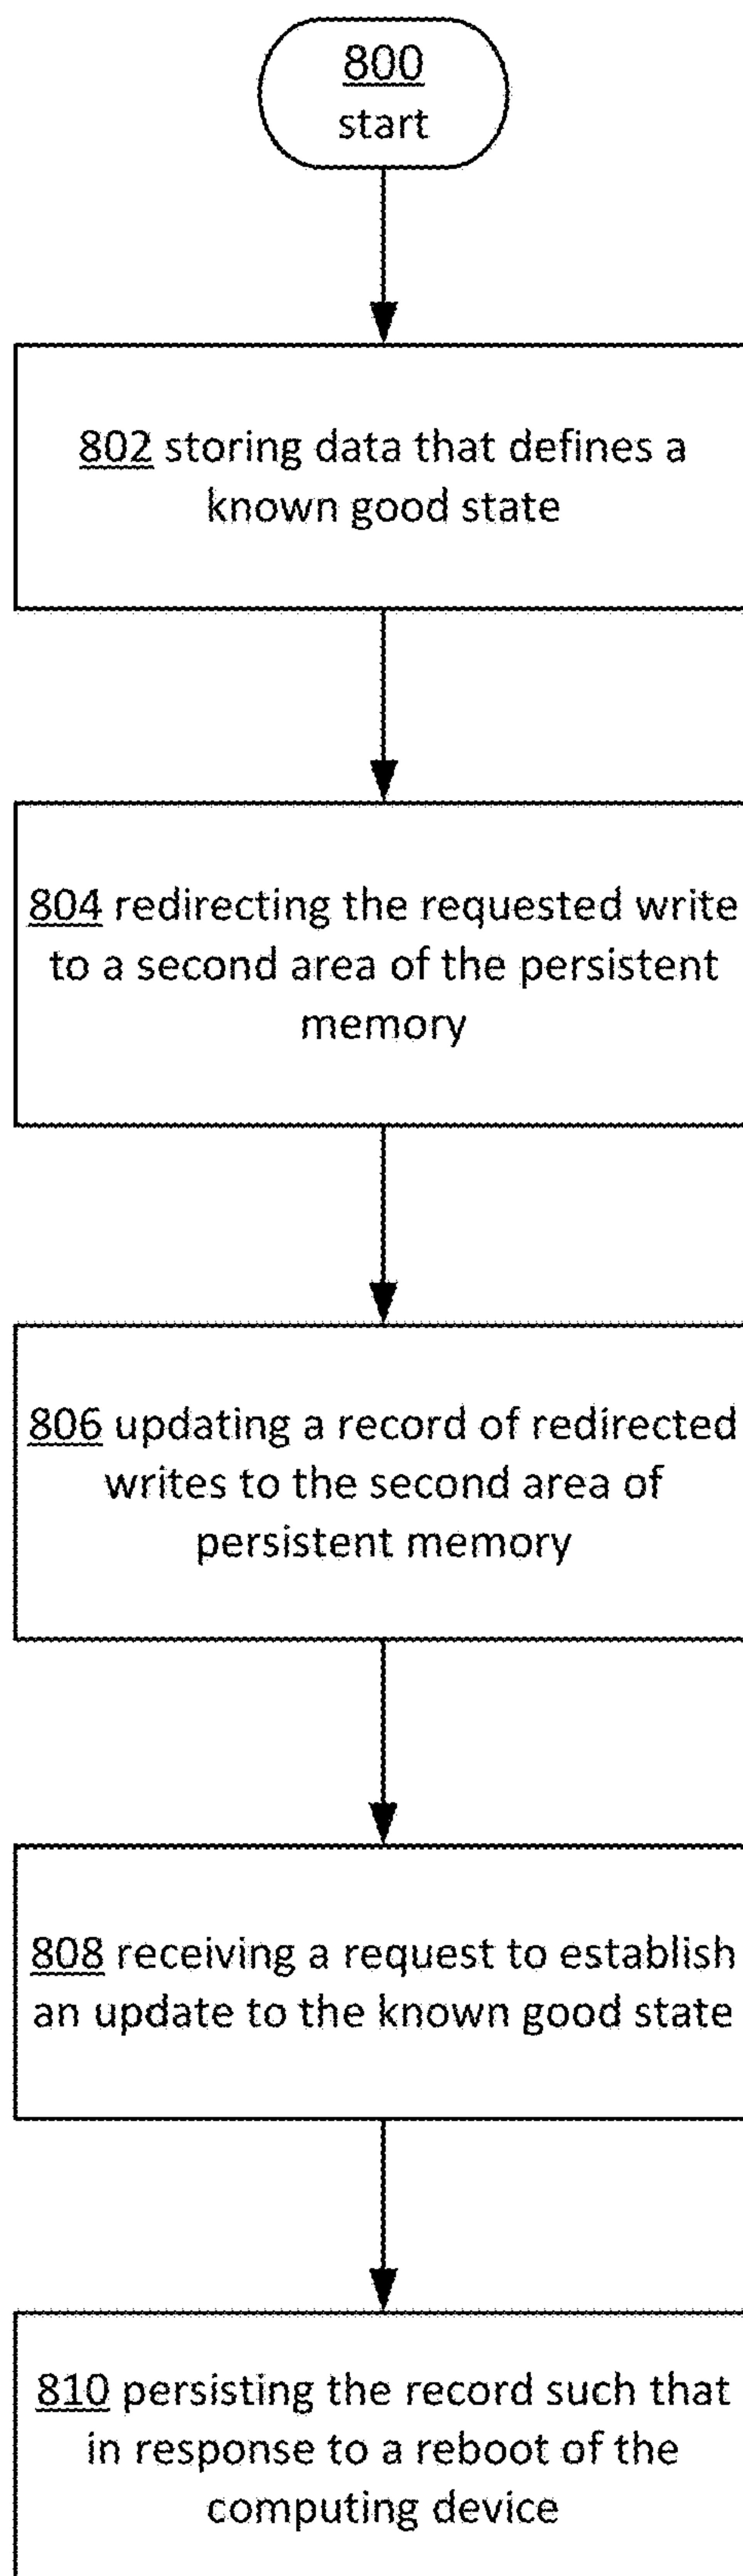 800
start
802 storing data that defines a
known good state
804 redirecting the requested write
to a second area of the persistent
memory
806 updating a record of redirected
writes to the second area of
persistent memory
808 receiving a request to establish
an update to the known good state
810 persisting the record such that
in response to a reboot of the
computing device